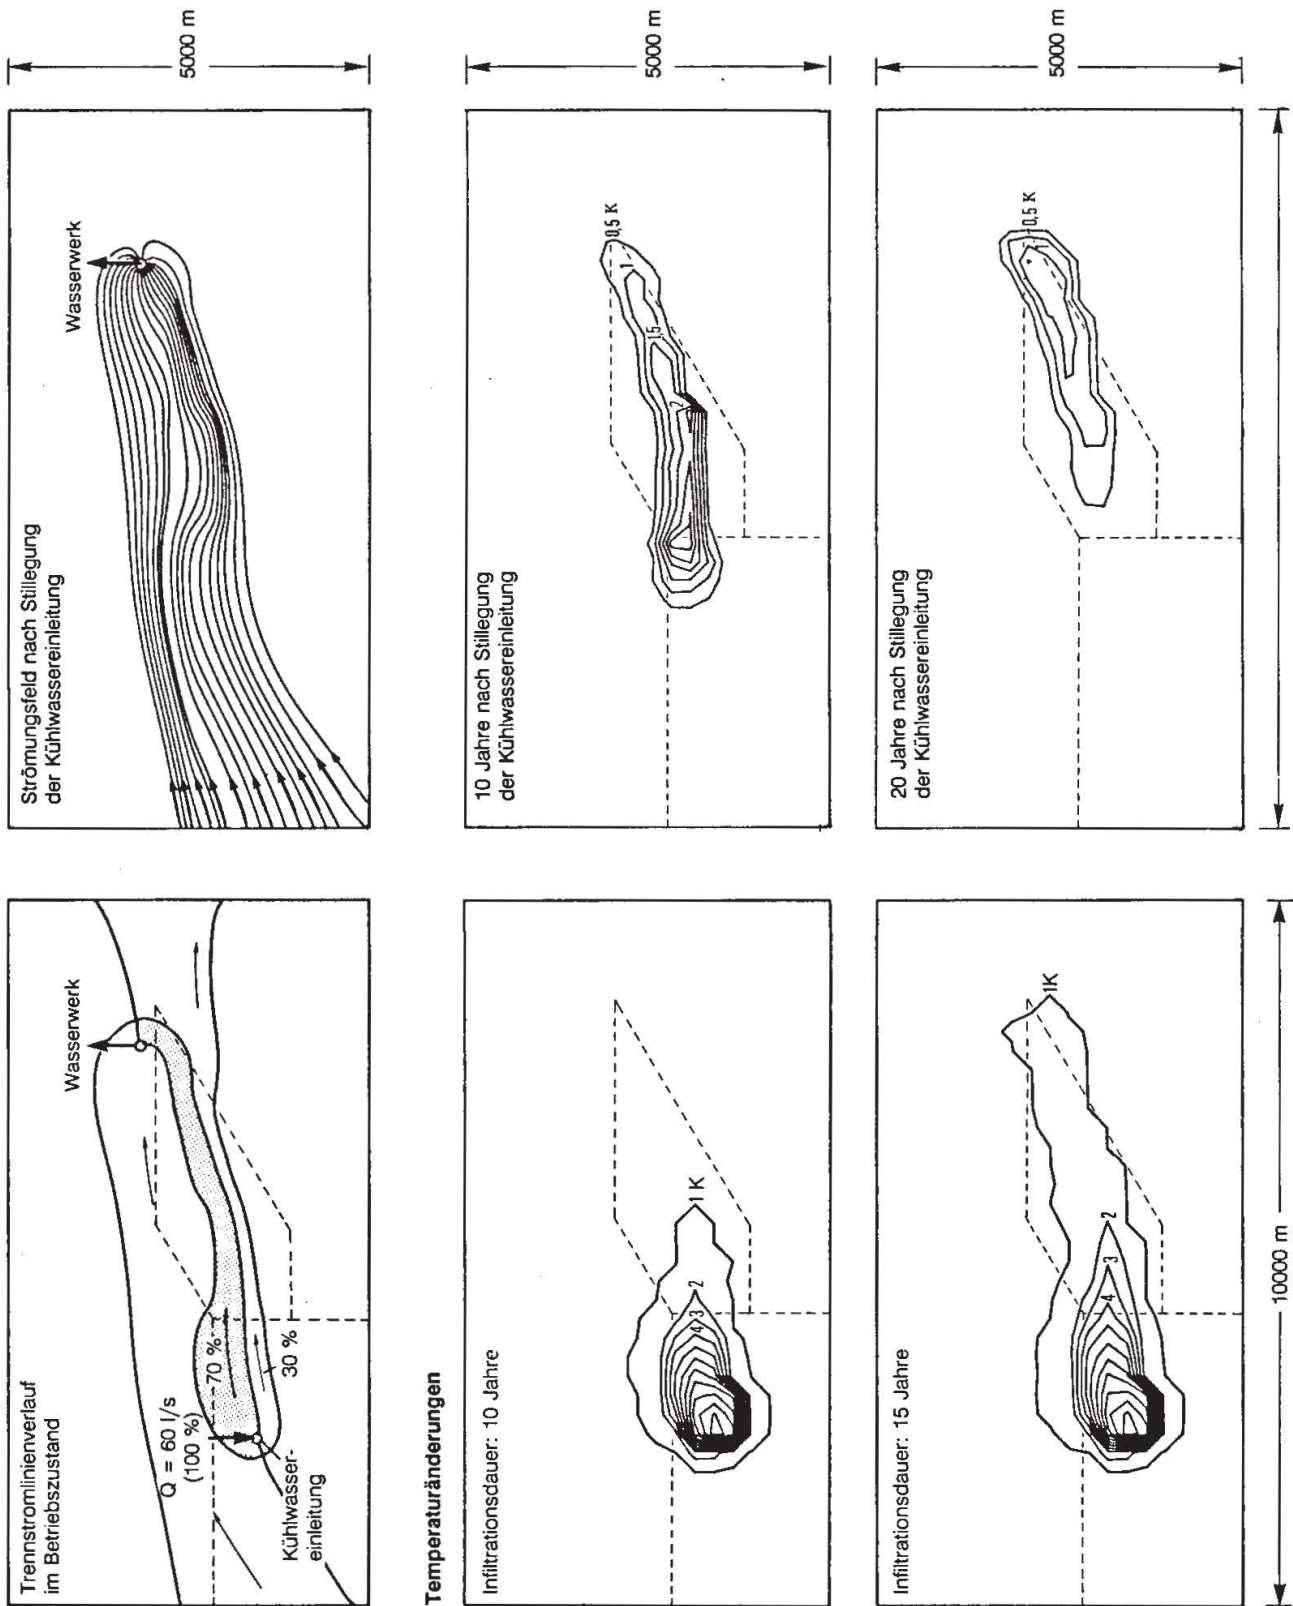 Trennstromlinienverlauf
im Betriebszustand
Q = 60 l/s
(100 %)
70 %
30 %
Kühlwasser-
einleitung
Wasserwerk
Strömungsfeld nach Stillegung
der Kühlwassereinleitung
Wasserwerk
5000 m
Temperaturänderungen
Infiltrationsdauer: 10 Jahre
4
3
2
1 K
10 Jahre nach Stillegung
der Kühlwassereinleitung
2
1,5
1
0,5 K
5000 m
Infiltrationsdauer: 15 Jahre
4
3
2
1K
20 Jahre nach Stillegung
der Kühlwassereinleitung
1
0,5 K
5000 m
10000 m